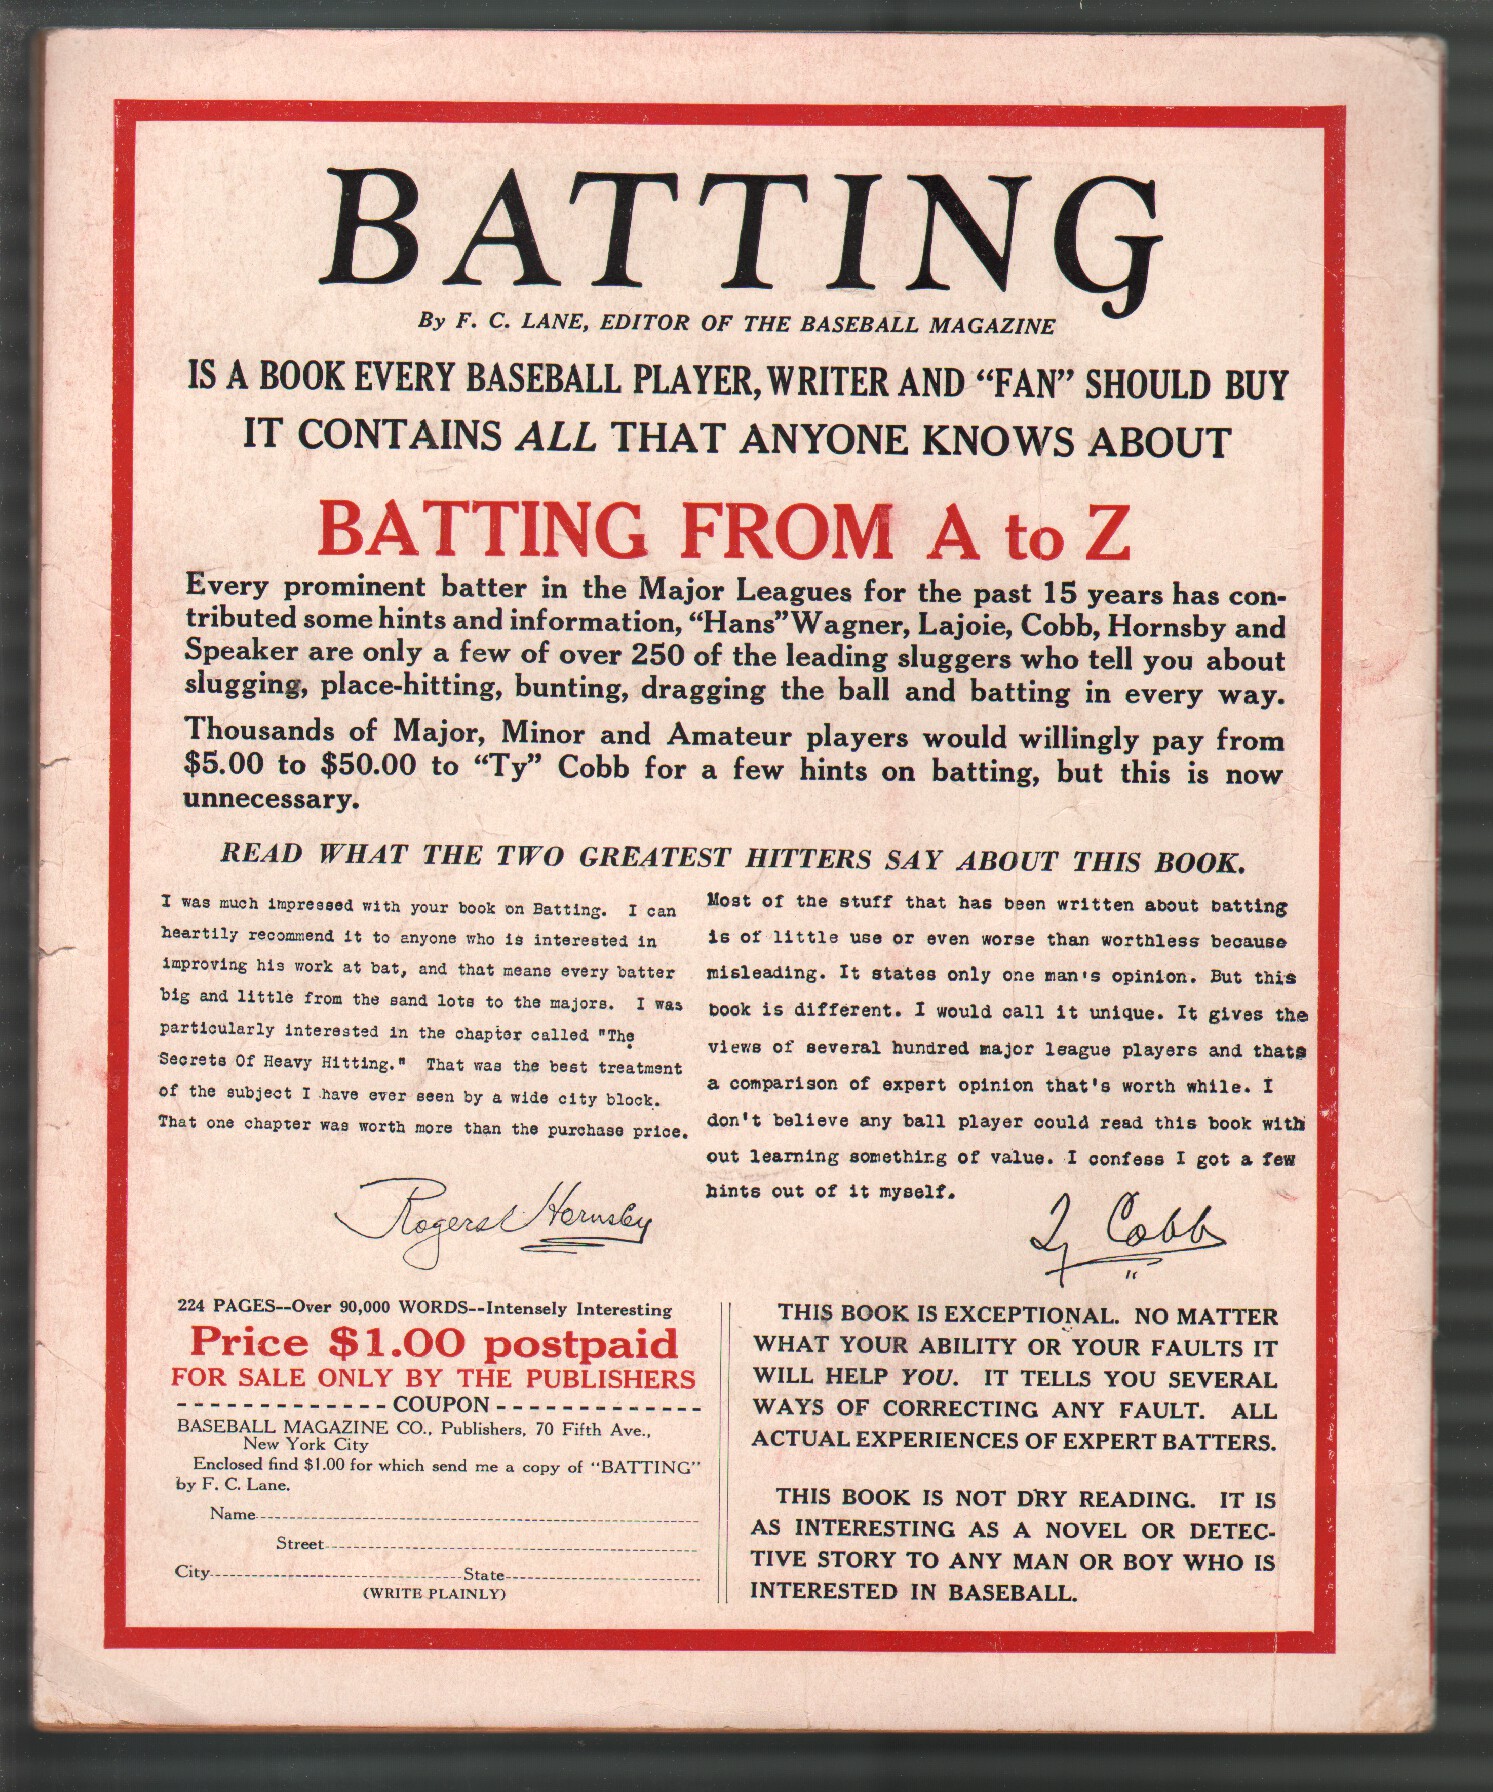 BATTING
By F. C. LANE, EDITOR OF THE BASEBALL MAGAZINE
IS A BOOK EVERY BASEBALL PLAYER, WRITER AND "FAN" SHOULD BUY
IT CONTAINS ALL THAT ANYONE KNOWS ABOUT
BATTING FROM A to Z
Every prominent batter in the Major Leagues for the past 15 years has con-
tributed some hints and information, "Hans" Wagner, Lajoie, Cobb, Hornsby and
Speaker are only a few of over 250 of the leading sluggers who tell you about
slugging, place-hitting, bunting, dragging the ball and batting in every way.
Thousands of Major, Minor and Amateur players would willingly pay from
$5.00 to $50.00 to "Ty" Cobb for a few hints on batting, but this is now
unnecessary.
READ WHAT THE TWO GREATEST HITTERS SAY ABOUT THIS BOOK.
I was much impressed with your book on Batting. I can
heartily recommend it to anyone who is interested in
improving his work at bat, and that means every batter
big and little from the sand lots to the majors. I was
particularly interested in the chapter called "The
Secrets Of Heavy Hitting." That was the best treatment
of the subject I have ever seen by a wide city block.
That one chapter was worth more than the purchase price.
Rogers Hornsby
Most of the stuff that has been written about batting
is of little use or even worse than worthless because
misleading. It states only one man's opinion. But this
book is different. I would call it unique. It gives the
views of several hundred major league players and thats
a comparison of expert opinion that's worth while. I
don't believe any ball player could read this book with
out learning something of value. I confess I got a few
hints out of it myself.
Ty Cobb
224 PAGES--Over 90,000 WORDS--Intensely Interesting
Price $1.00 postpaid
FOR SALE ONLY BY THE PUBLISHERS
COUPON
BASEBALL MAGAZINE CO., Publishers, 70 Fifth Ave.,
New York City
Enclosed find $1.00 for which send me a copy of "BATTING"
by F. C. Lane.
Name
Street
City State
(WRITE PLAINLY)
THIS BOOK IS EXCEPTIONAL. NO MATTER
WHAT YOUR ABILITY OR YOUR FAULTS IT
WILL HELP YOU. IT TELLS YOU SEVERAL
WAYS OF CORRECTING ANY FAULT. ALL
ACTUAL EXPERIENCES OF EXPERT BATTERS.
THIS BOOK IS NOT DRY READING. IT IS
AS INTERESTING AS A NOVEL OR DETEC-
TIVE STORY TO ANY MAN OR BOY WHO IS
INTERESTED IN BASEBALL.